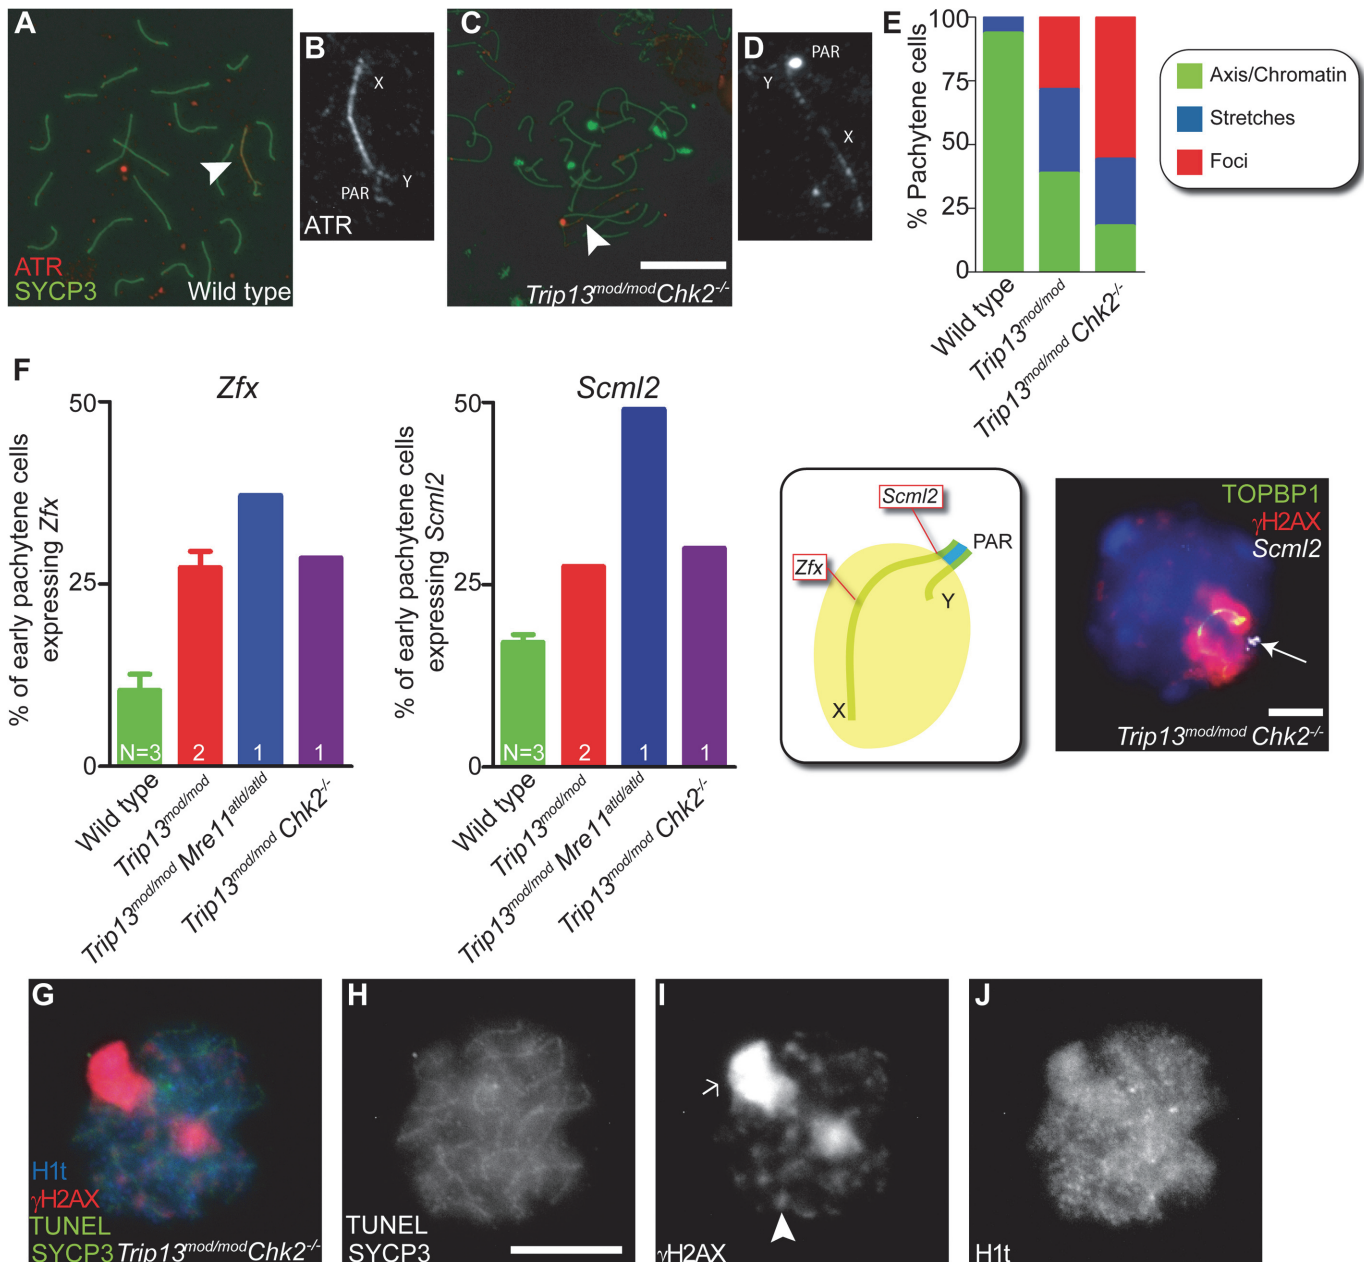 A
ATR
SYCP3
Wild type
B
X
Y
PAR
ATR
C
Trip13mod/modChk2-/-
D
PAR
Y
X
E
% Pachytene cells
100
75
50
25
0
Wild type
Trip13mod/mod
Trip13mod/mod Chk2-/-
Axis/Chromatin
Stretches
Foci
F
Zfx
% of early pachytene cells
expressing Zfx
50
25
0
N=3
2
1
1
Wild type
Trip13mod/mod
Trip13mod/mod Mre11atld/atld
Trip13mod/mod Chk2-/-
Scml2
% of early pachytene cells
expressing Scml2
50
25
0
N=3
2
1
1
Wild type
Trip13mod/mod
Trip13mod/mod Mre11atld/atld
Trip13mod/mod Chk2-/-
Scml2
PAR
Zfx
Y
X
TOPBP1
γH2AX
Scml2
Trip13mod/mod Chk2-/-
G
H1t
γH2AX
TUNEL
SYCP3 Trip13mod/modChk2-/-
H
TUNEL
SYCP3
I
γH2AX
J
H1t